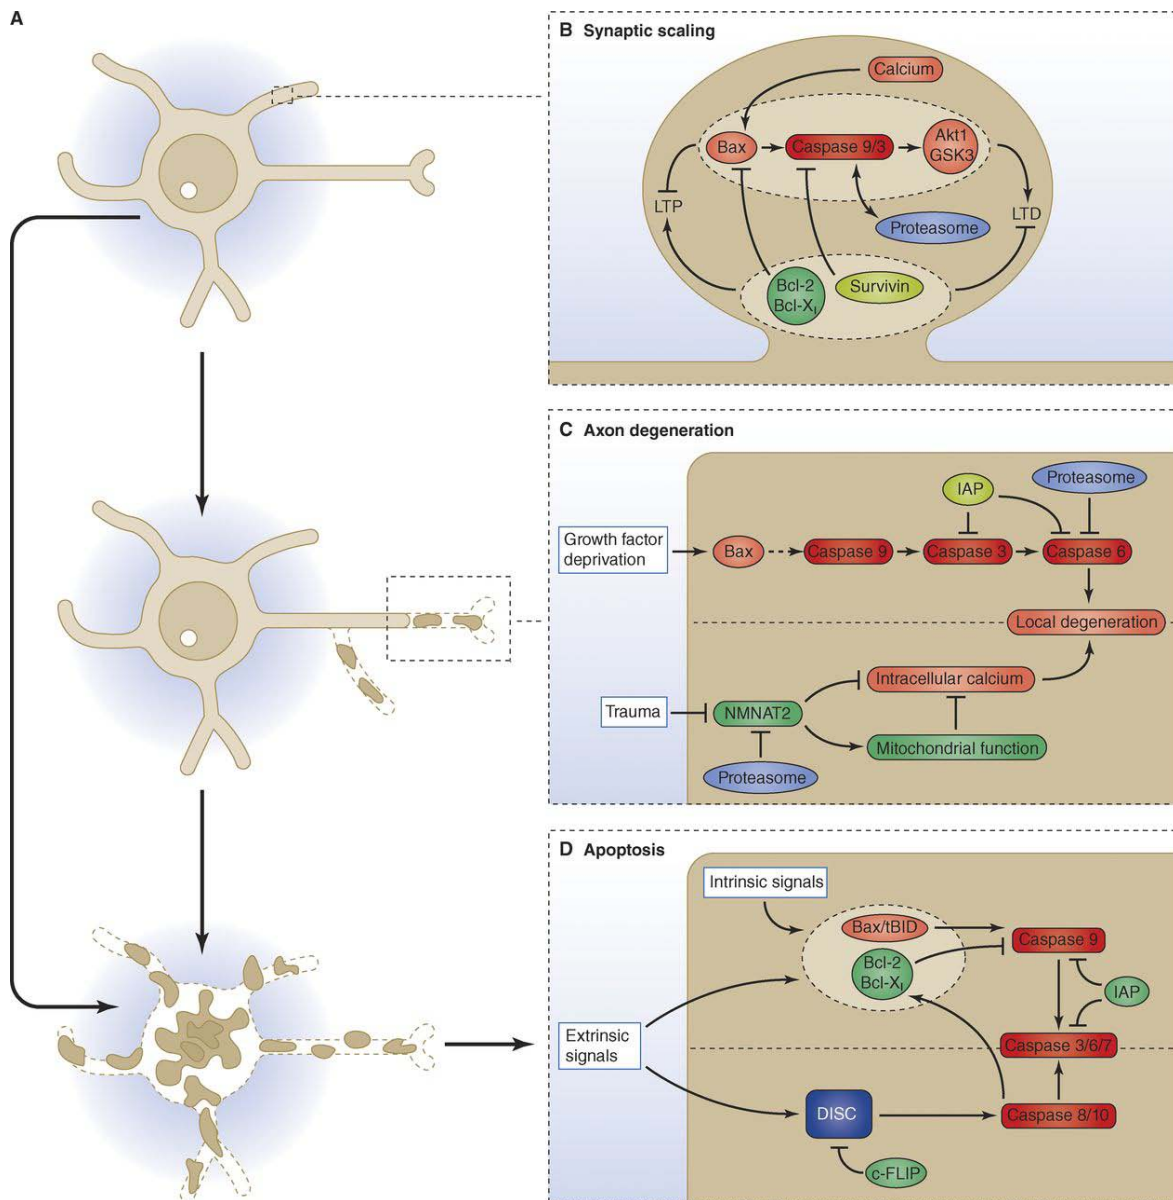 A
B Synaptic scaling
Calcium
Bax
Caspase 9/3
Akt1
GSK3
LTP
LTD
Proteasome
Bcl-2
Bcl-Xl
Survivin
C Axon degeneration
IAP
Proteasome
Growth factor
deprivation
Bax
Caspase 9
Caspase 3
Caspase 6
Local degeneration
Intracellular calcium
Trauma
NMNAT2
Mitochondrial function
Proteasome
D Apoptosis
Intrinsic signals
Bax/tBID
Caspase 9
Bcl-2
Bcl-Xl
IAP
Extrinsic
signals
Caspase 3/6/7
DISC
Caspase 8/10
c-FLIP